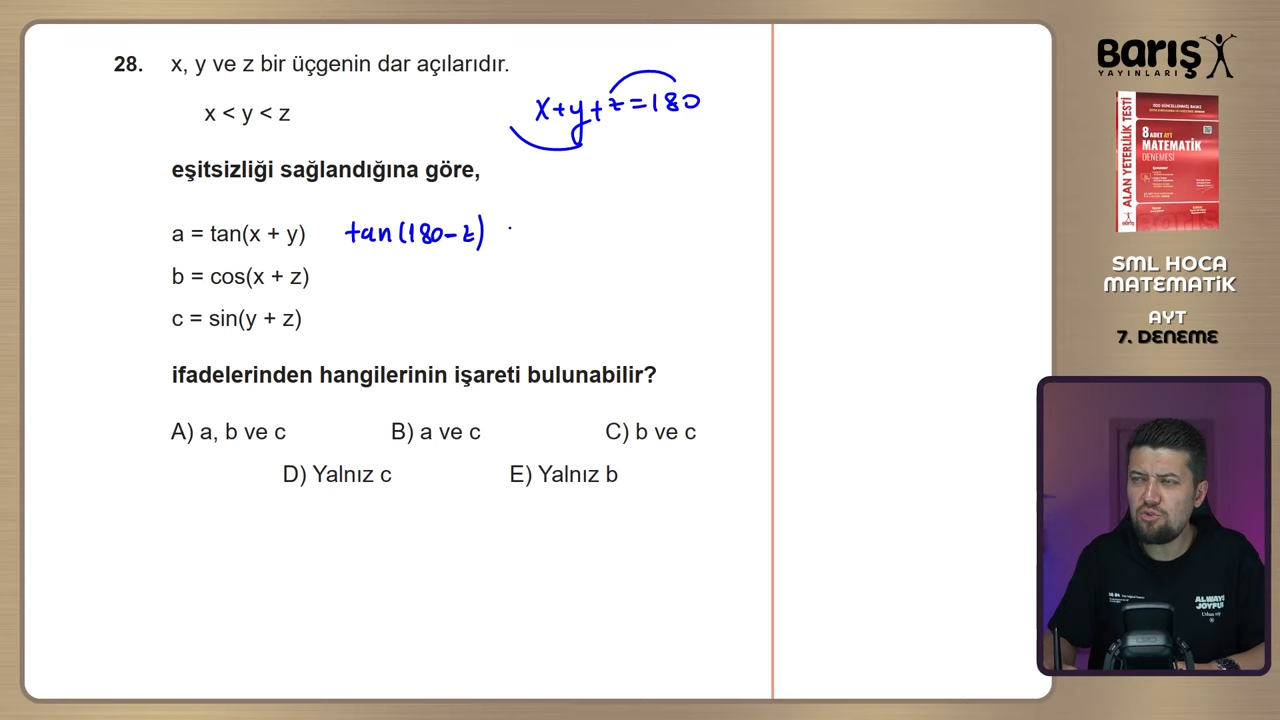 28. x, y ve z bir üçgenin dar açılarıdır.
x < y < z
x+y+z=180
eşitsizliği sağlandığına göre,
a = tan(x + y) tan(180-z)
b = cos(x + z)
c = sin(y + z)
ifadelerinden hangilerinin işareti bulunabilir?
A) a, b ve c B) a ve c C) b ve c
D) Yalnız c E) Yalnız b
BARIŞ
YAYINLARI
ALAN YETERLİLİK TESTİ
8 ADET AYT
MATEMATİK
DENEMESİ
SML HOCA
MATEMATİK
AYT
7. DENEME
ALWAYS
JOYFUL